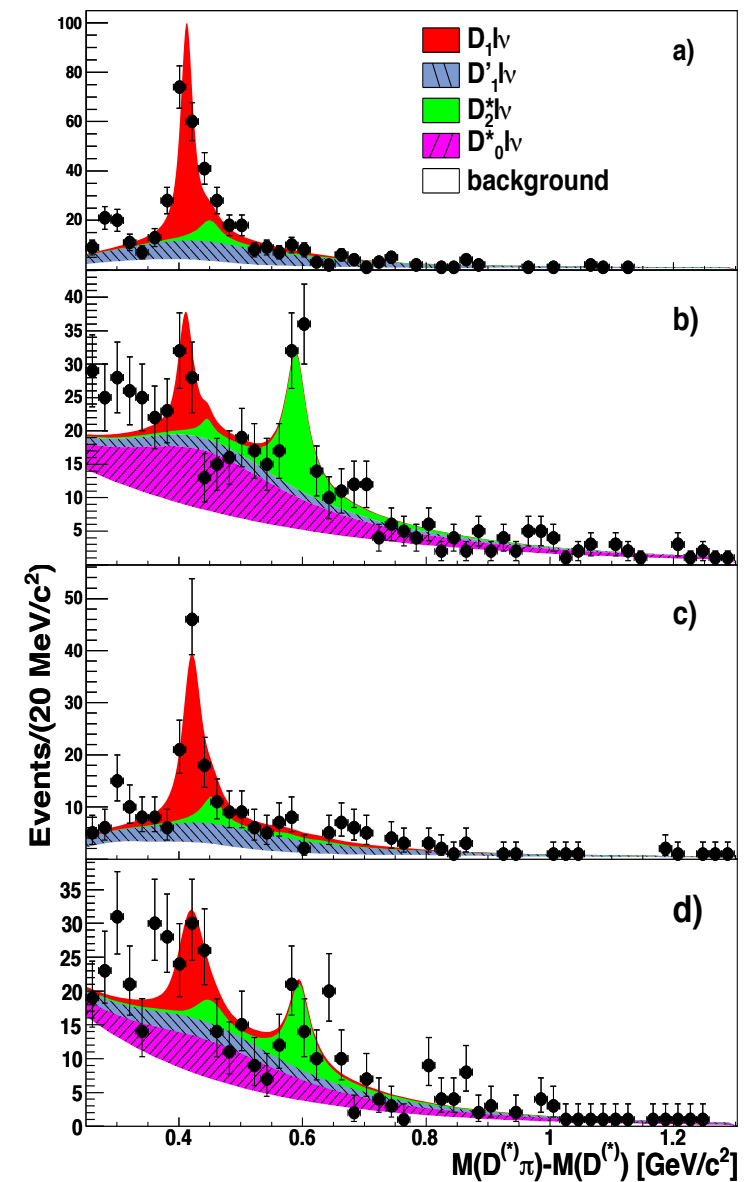 a)
D₁lν
D'₁lν
D₂*lν
D*₀lν
background
100
80
60
40
20
b)
40
35
30
25
20
15
10
5
c)
50
40
30
20
10
d)
35
30
25
20
15
10
5
0
Events/(20 MeV/c²)
0.4 0.6 0.8 1 1.2
M(D⁽*⁾π)-M(D⁽*⁾) [GeV/c²]